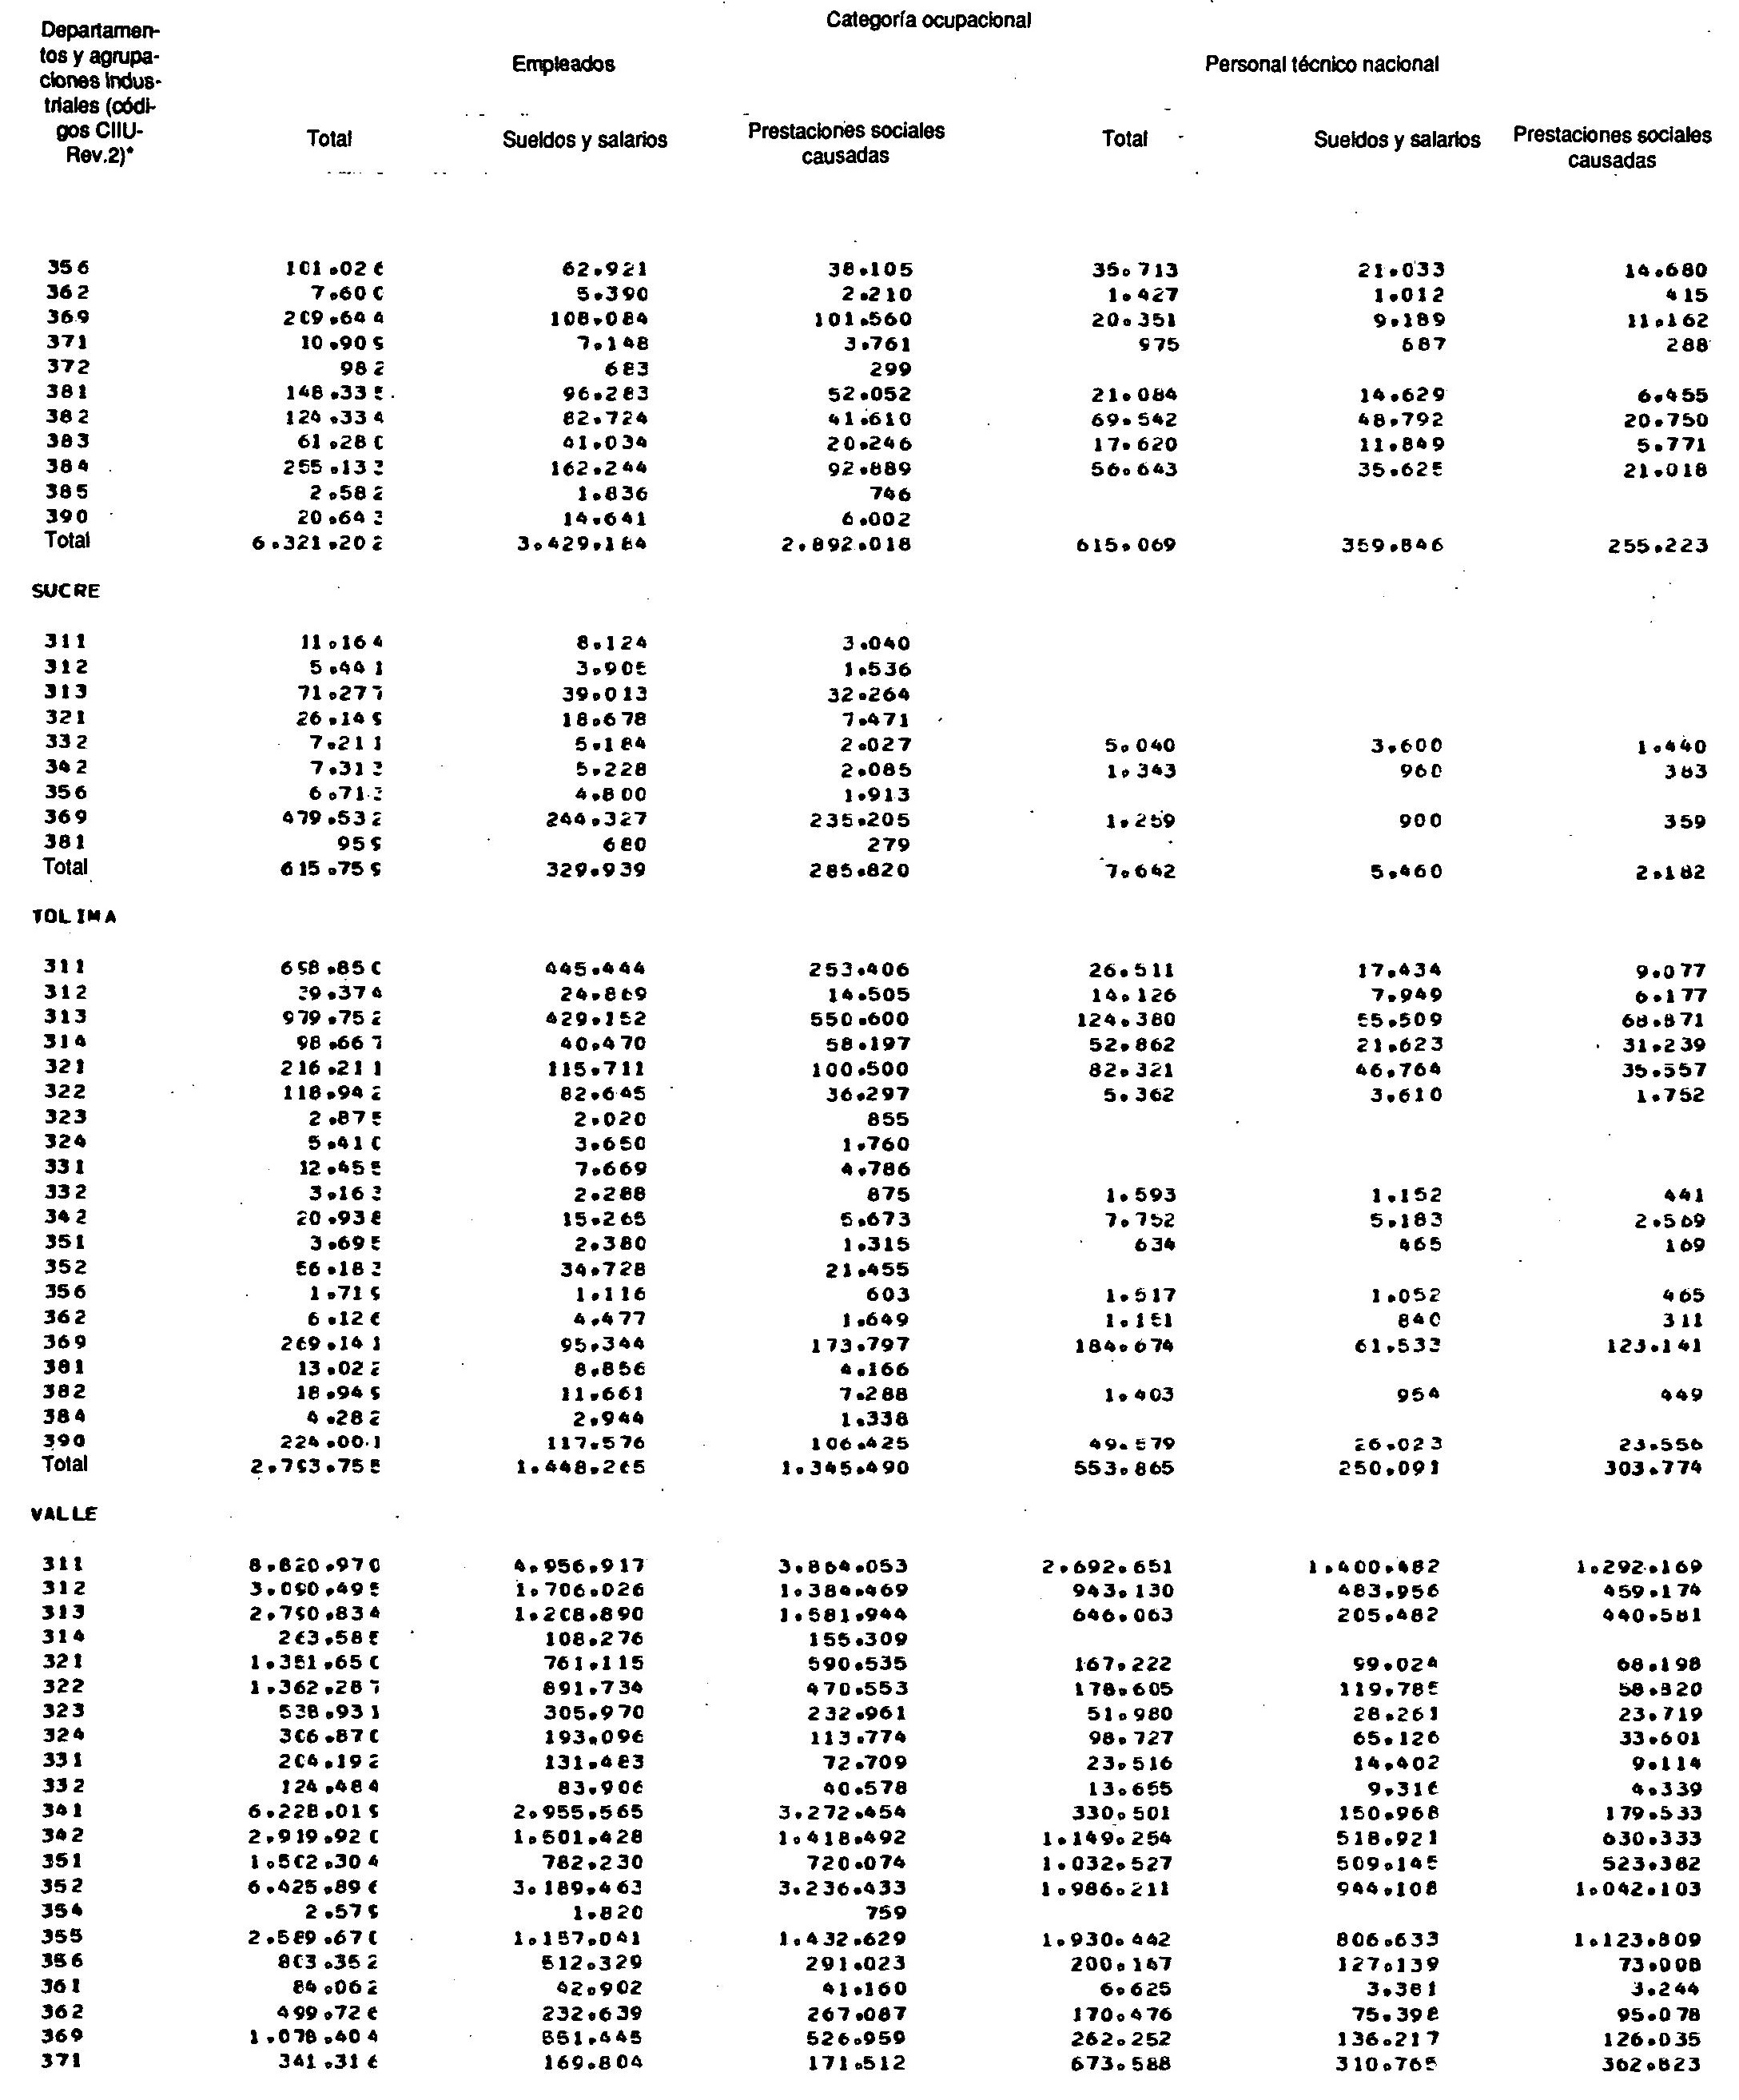 Categoría ocupacional
Departamen-
tos y agrupa-
ciones indus-
triales (códi-
gos CIIU-
Rev.2)*
Empleados
Personal técnico nacional
Total
Sueldos y salarios
Prestaciones sociales
causadas
Total
Sueldos y salarios
Prestaciones sociales
causadas
356 101.026 62.921 38.105 35.713 21.033 14.680
362 7.600 5.390 2.210 1.427 1.012 415
369 209.644 108.084 101.560 20.351 9.189 11.162
371 10.909 7.148 3.761 975 687 288
372 982 683 299
381 148.335 96.283 52.052 21.084 14.629 6.455
382 124.334 82.724 41.610 69.542 48.792 20.750
383 61.280 41.034 20.246 17.620 11.849 5.771
384 255.133 162.244 92.889 56.643 35.625 21.018
385 2.582 1.836 746
390 20.643 14.641 6.002
Total 6.321.202 3.429.184 2.892.018 615.069 359.846 255.223
SUCRE
311 11.164 8.124 3.040
312 5.441 3.905 1.536
313 71.277 39.013 32.264
321 26.149 18.678 7.471
332 7.211 5.184 2.027 5.040 3.600 1.440
342 7.313 5.228 2.085 1.343 960 383
356 6.713 4.800 1.913
369 479.532 244.327 235.205 1.259 900 359
381 959 680 279
Total 615.759 329.939 285.820 7.642 5.460 2.182
TOLIMA
311 698.850 445.444 253.406 26.511 17.434 9.077
312 39.374 24.869 14.505 14.126 7.949 6.177
313 979.752 429.152 550.600 124.380 55.509 68.871
314 98.667 40.470 58.197 52.862 21.623 31.239
321 216.211 115.711 100.500 82.321 46.764 35.557
322 118.942 82.645 36.297 5.362 3.610 1.752
323 2.875 2.020 855
324 5.410 3.650 1.760
331 12.455 7.669 4.786
332 3.163 2.288 875 1.593 1.152 441
342 20.938 15.265 5.673 7.752 5.183 2.569
351 3.695 2.380 1.315 634 465 169
352 56.183 34.728 21.455
356 1.719 1.116 603 1.517 1.052 465
362 6.126 4.477 1.649 1.151 840 311
369 269.141 95.344 173.797 184.674 61.533 123.141
381 13.022 8.856 4.166
382 18.949 11.661 7.288 1.403 954 449
384 4.282 2.944 1.338
390 224.001 117.576 106.425 49.579 26.023 23.556
Total 2.793.755 1.448.265 1.345.490 553.865 250.091 303.774
VALLE
311 8.820.970 4.956.917 3.864.053 2.692.651 1.400.482 1.292.169
312 3.090.495 1.706.026 1.384.469 943.130 483.956 459.174
313 2.790.834 1.208.890 1.581.944 646.063 205.482 440.581
314 263.585 108.276 155.309
321 1.351.650 761.115 590.535 167.222 99.024 68.198
322 1.362.287 891.734 470.553 178.605 119.785 58.820
323 538.931 305.970 232.961 51.980 28.261 23.719
324 306.870 193.096 113.774 98.727 65.126 33.601
331 204.192 131.483 72.709 23.516 14.402 9.114
332 124.484 83.906 40.578 13.655 9.316 4.339
341 6.228.019 2.955.565 3.272.454 330.501 150.968 179.533
342 2.919.920 1.501.428 1.418.492 1.149.254 518.921 630.333
351 1.502.304 782.230 720.074 1.032.527 509.145 523.382
352 6.425.896 3.189.463 3.236.433 1.986.211 944.108 1.042.103
354 2.579 1.820 759
355 2.589.670 1.157.041 1.432.629 1.930.442 806.633 1.123.809
356 803.352 512.329 291.023 200.147 127.139 73.008
361 84.062 42.902 41.160 6.625 3.381 3.244
362 499.726 232.639 267.087 170.476 75.398 95.078
369 1.078.404 551.445 526.959 262.252 136.217 126.035
371 341.316 169.804 171.512 673.588 310.765 362.823